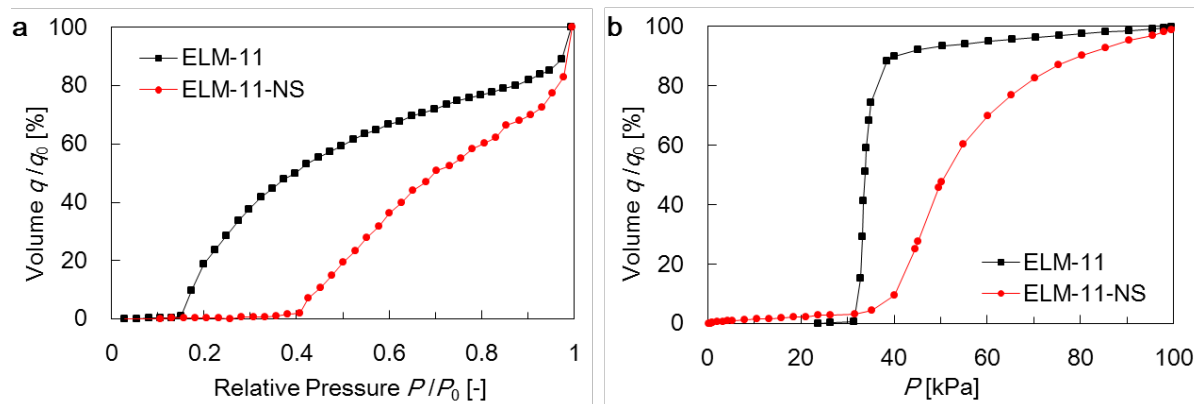 a
ELM-11
ELM-11-NS
Volume q/q0 [%]
100
80
60
40
20
0
0 0.2 0.4 0.6 0.8 1
Relative Pressure P/P0 [-]
b
Volume q/q0 [%]
100
80
60
40
20
0
ELM-11
ELM-11-NS
0 20 40 60 80 100
P [kPa]